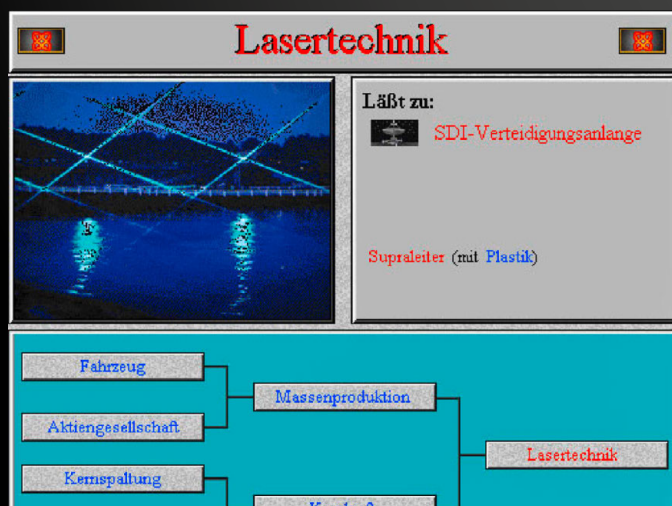 Lasertechnik
Läßt zu:
SDI-Verteidigungsanlange
Supraleiter (mit Plastik)
Fahrzeug
Massenproduktion
Aktiengesellschaft
Lasertechnik
Kernspaltung